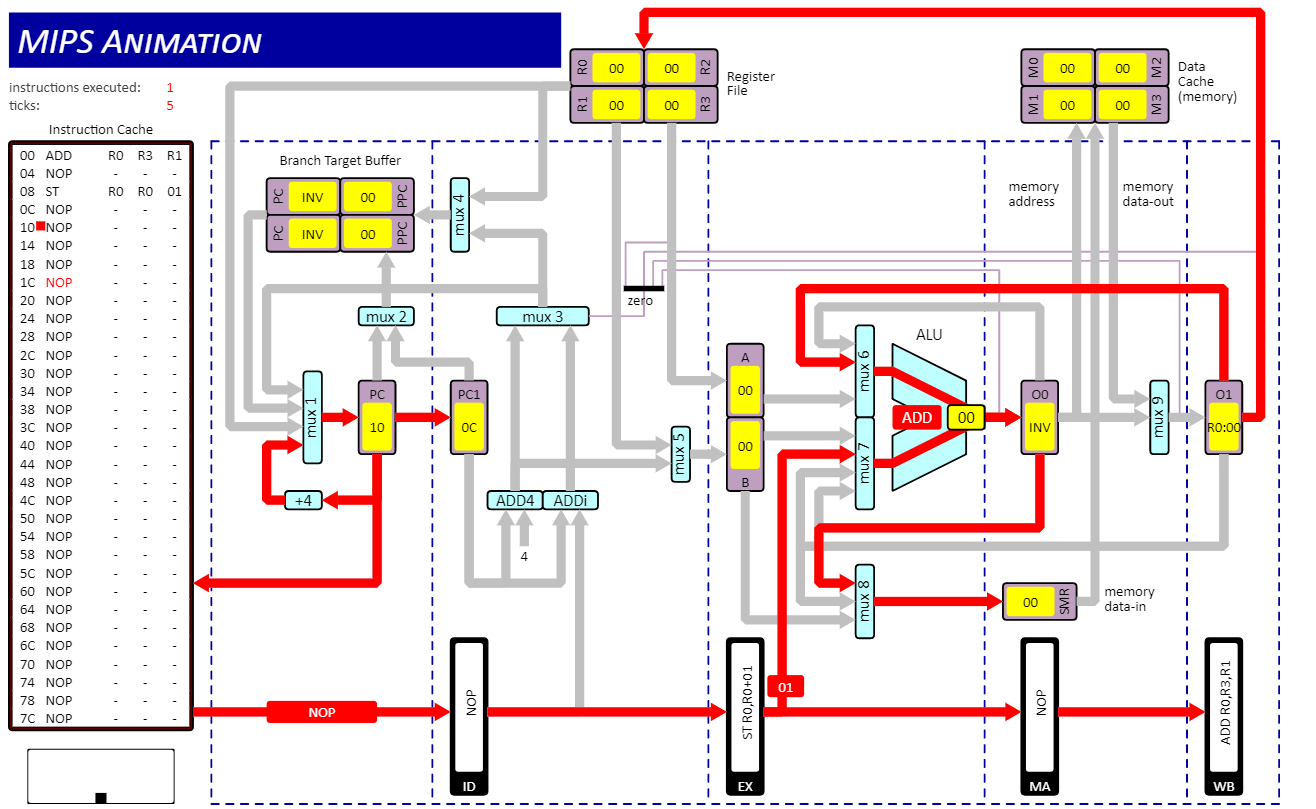 MIPS ANIMATION
instructions executed: 1
ticks: 5
Instruction Cache
00 ADD R0 R3 R1
04 NOP - - -
08 ST R0 R0 01
0C NOP - - -
10 NOP - - -
14 NOP - - -
18 NOP - - -
1C NOP - - -
20 NOP - - -
24 NOP - - -
28 NOP - - -
2C NOP - - -
30 NOP - - -
34 NOP - - -
38 NOP - - -
3C NOP - - -
40 NOP - - -
44 NOP - - -
48 NOP - - -
4C NOP - - -
50 NOP - - -
54 NOP - - -
58 NOP - - -
5C NOP - - -
60 NOP - - -
64 NOP - - -
68 NOP - - -
6C NOP - - -
70 NOP - - -
74 NOP - - -
78 NOP - - -
7C NOP - - -
R0 00 00 R2
R1 00 00 R3
Register
File
M0 00 00 M2
M1 00 00 M3
Data
Cache
(memory)
Branch Target Buffer
PC INV 00 PPC
PC INV 00 PPC
mux 4
memory
address
memory
data-out
zero
mux 2
mux 3
mux 1
PC
10
PC1
0C
+4
ADD4
ADDi
4
mux 5
A
00
00
B
mux 6
mux 7
ALU
ADD
00
O0
INV
mux 9
O1
R0:00
mux 8
00 SMR
memory
data-in
NOP
NOP
ID
ST R0,R0+01
EX
01
NOP
MA
ADD R0,R3,R1
WB